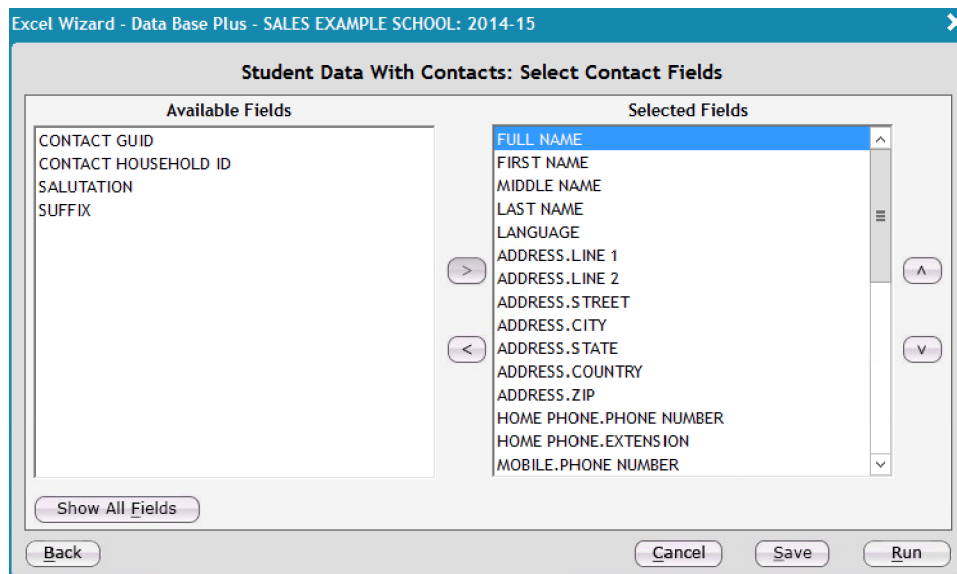 Excel Wizard - Data Base Plus - SALES EXAMPLE SCHOOL: 2014-15
Student Data With Contacts: Select Contact Fields
Available Fields
CONTACT GUID
CONTACT HOUSEHOLD ID
SALUTATION
SUFFIX
>
<
Selected Fields
FULL NAME
FIRST NAME
MIDDLE NAME
LAST NAME
LANGUAGE
ADDRESS.LINE 1
ADDRESS.LINE 2
ADDRESS.STREET
ADDRESS.CITY
ADDRESS.STATE
ADDRESS.COUNTRY
ADDRESS.ZIP
HOME PHONE.PHONE NUMBER
HOME PHONE.EXTENSION
MOBILE.PHONE NUMBER
Show All Fields
Back
Cancel
Save
Run